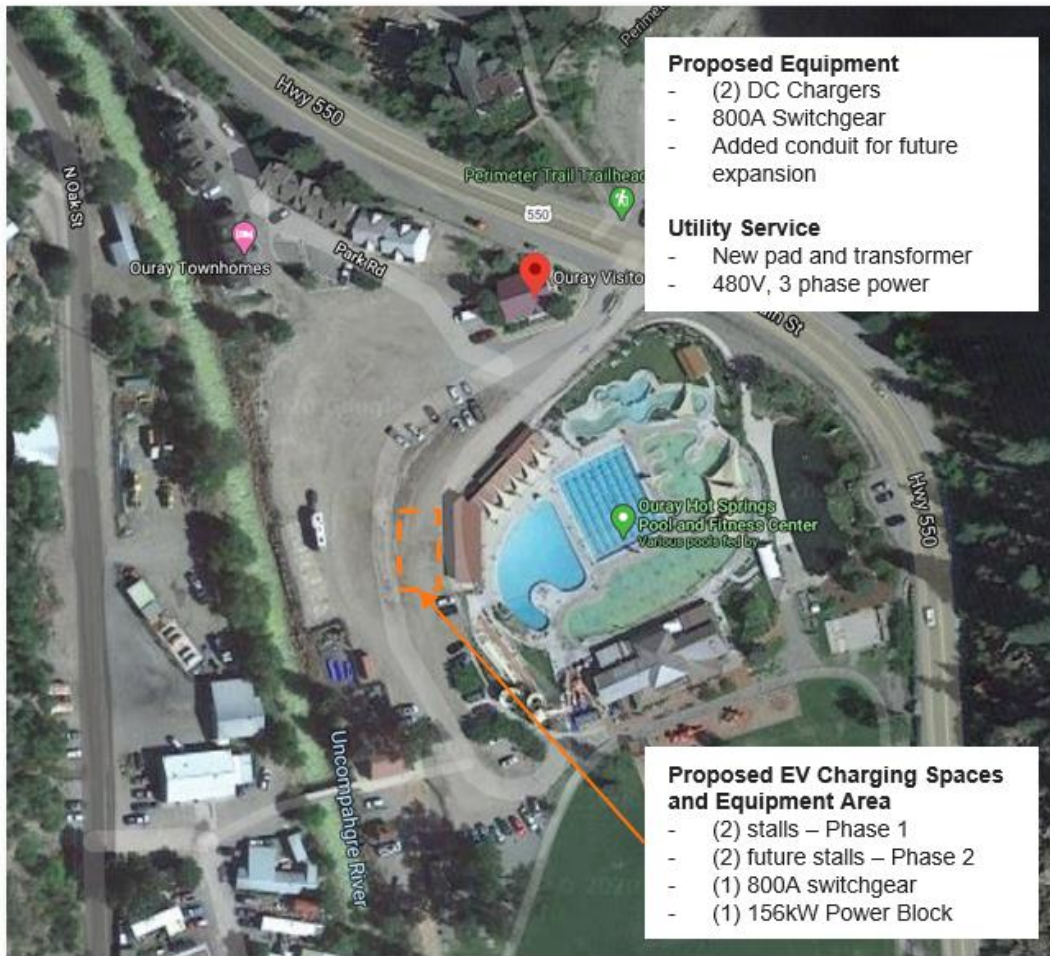 Proposed Equipment
- (2) DC Chargers
- 800A Switchgear
- Added conduit for future
expansion
Utility Service
- New pad and transformer
- 480V, 3 phase power
Hwy 550
N Oak St
Perimeter Trail Trailhead
550
Ouray Townhomes
Park Rd
Ouray Visito
Ouray Hot Springs
Pool and Fitness Center
Various pools fed by...
Hwy 550
Uncompahgre River
Proposed EV Charging Spaces
and Equipment Area
- (2) stalls – Phase 1
- (2) future stalls – Phase 2
- (1) 800A switchgear
- (1) 156kW Power Block